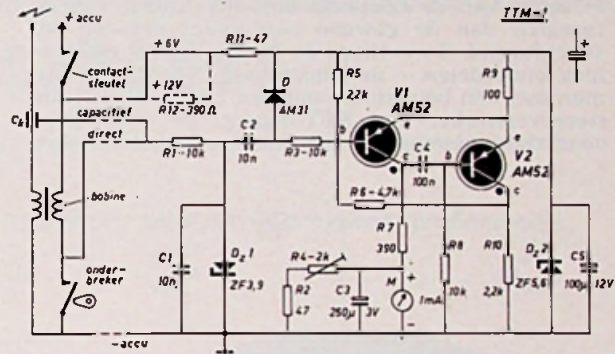 TTM-1
+ accu
+ 6V
R11-47
contact-
sleutel
+12V
R12-390Ω
D
AM31
R5
2,2k
V1
AM52
R9
100
capacitief
direct
Ck
R1-10k
C2
10n
R3-10k
b
e
c
C4
100n
b
e
c
V2
AM52
R6-4,7k
bobine
R7
390
C1
10n
Dz1
ZF3,9
R4-2k
R2
47
C3
250µ
3V
M
+
1mA
-
R8
10k
R10
2,2k
Dz2
ZF5,6
C5
100µ
12V
onder-
breker
-accu